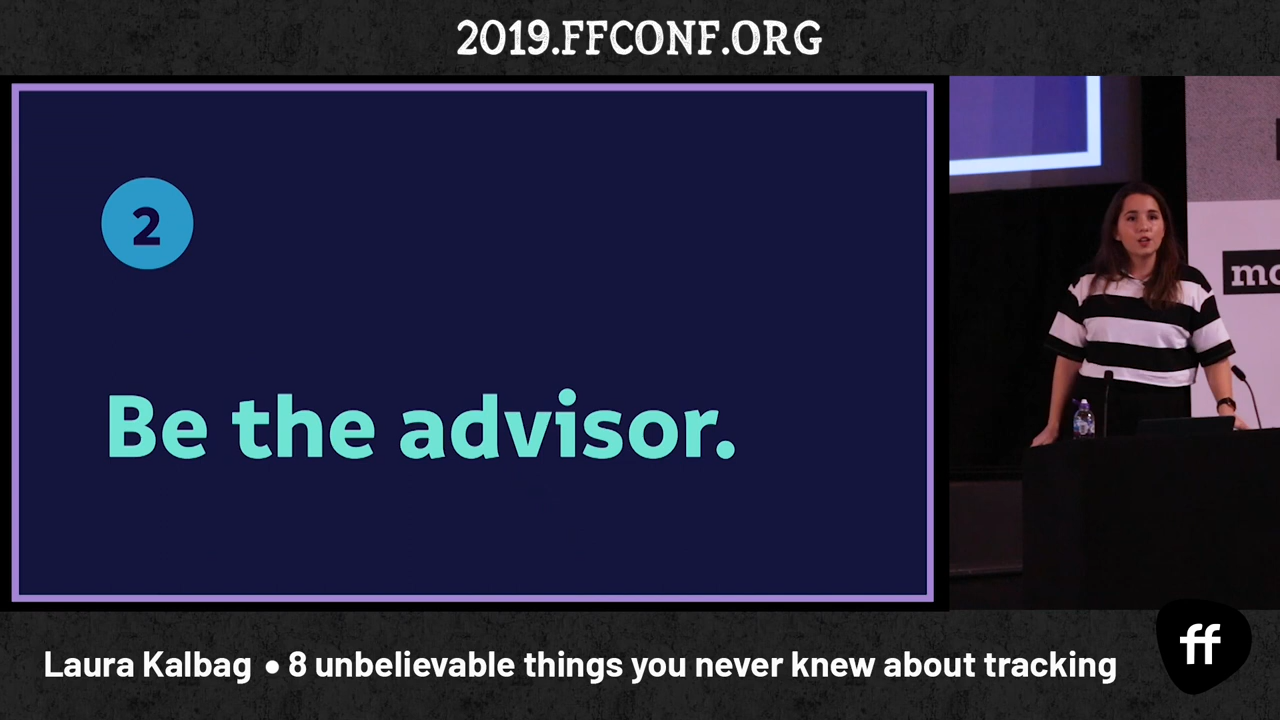 2019.FFCONF.ORG
2
Be the advisor.
Laura Kalbag • 8 unbelievable things you never knew about tracking
ff